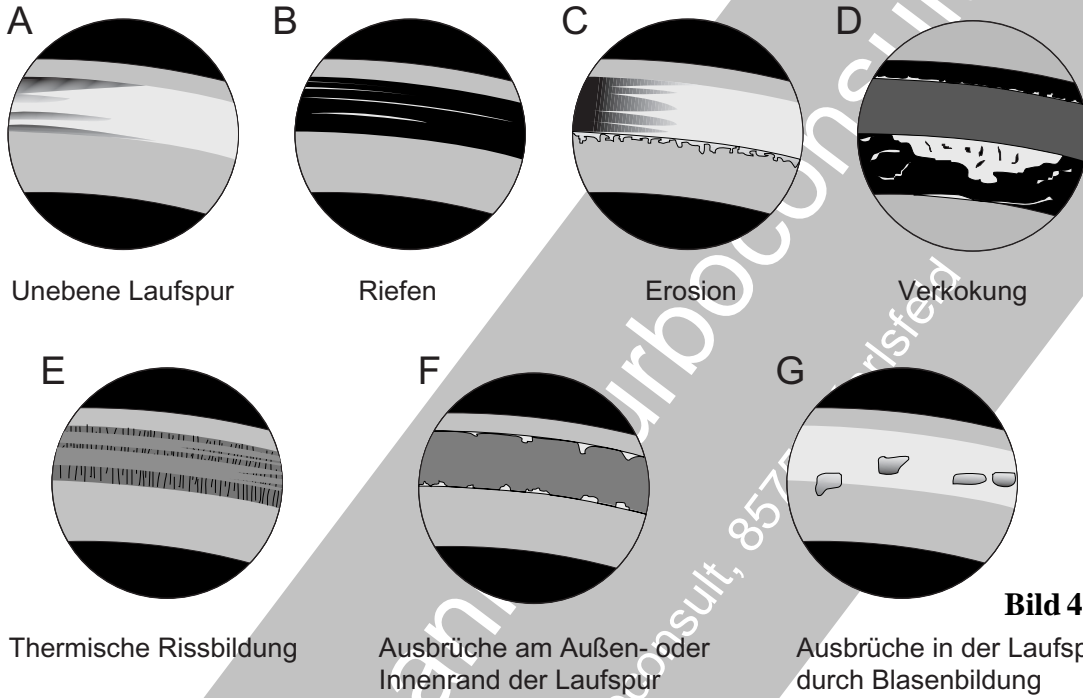 A B C D
Unebene Laufspur Riefen Erosion Verkokung
E F G
Bild 4
Thermische Rissbildung Ausbrüche am Außen- oder
Innenrand der Laufspur
Ausbrüche in der
durch Blasenbildung